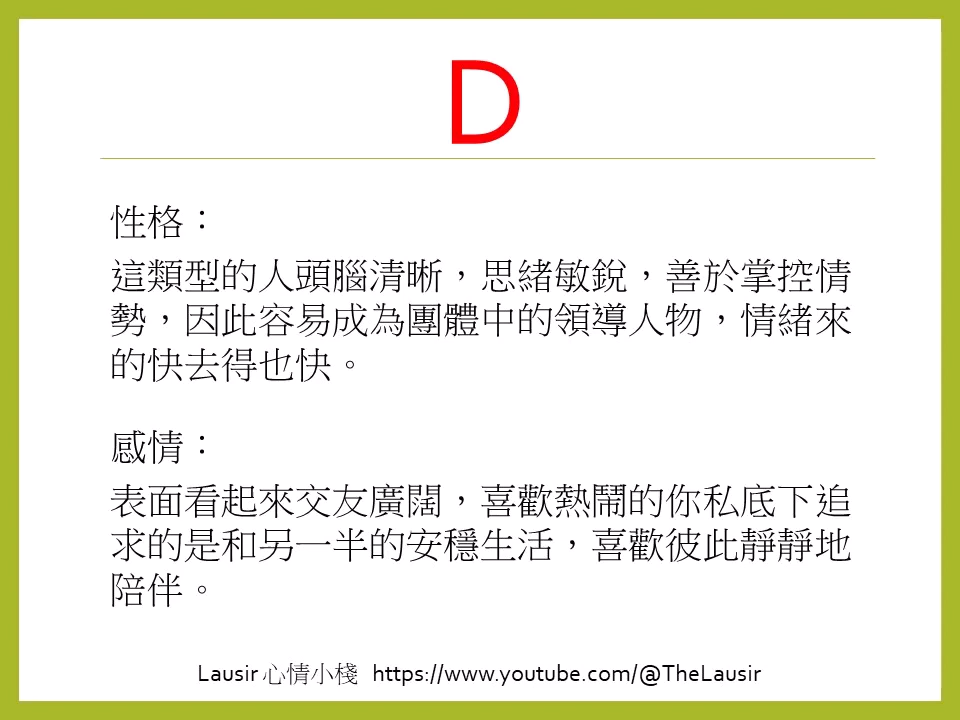 D
性格：
這類型的人頭腦清晰，思緒敏銳，善於掌控情
勢，因此容易成為團體中的領導人物，情緒來
的快去得也快。
感情：
表面看起來交友廣闊，喜歡熱鬧的你私底下追
求的是和另一半的安穩生活，喜歡彼此靜靜地
陪伴。
Lausir 心情小棧 https://www.youtube.com/@TheLausir